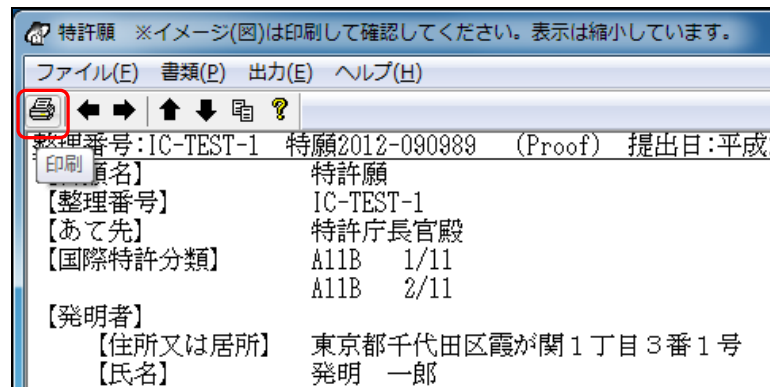 特許願 ※イメージ(図)は印刷して確認してください。表示は縮小しています。
ファイル(F) 書類(P) 出力(E) ヘルプ(H)
整理番号:IC-TEST-1 特願2012-090989 (Proof) 提出日:平成
印刷
願名】 特許願
【整理番号】 IC-TEST-1
【あて先】 特許庁長官殿
【国際特許分類】 A11B 1/11
A11B 2/11
【発明者】
【住所又は居所】 東京都千代田区霞が関1丁目3番1号
【氏名】 発明 一郎